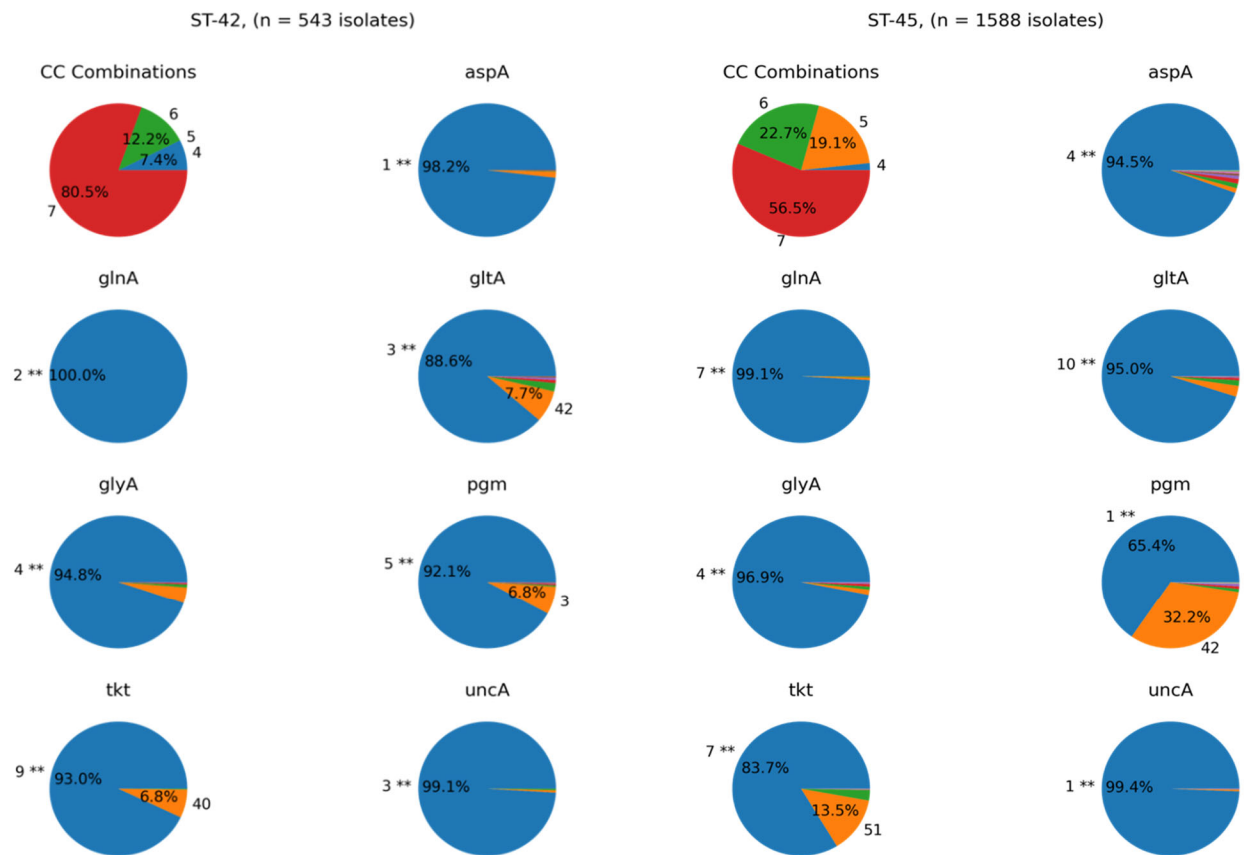 ST-42, (n = 543 isolates)
ST-45, (n = 1588 isolates)
CC Combinations
6
12.2%
5
7.4%
4
80.5%
7
aspA
1 **
98.2%
CC Combinations
6
22.7%
5
19.1%
4
56.5%
7
aspA
4 **
94.5%
glnA
2 **
100.0%
gltA
3 **
88.6%
7.7%
42
glnA
7 **
99.1%
gltA
10 **
95.0%
glyA
4 **
94.8%
pgm
5 **
92.1%
6.8%
3
glyA
4 **
96.9%
pgm
1 **
65.4%
32.2%
42
tkt
9 **
93.0%
6.8%
40
uncA
3 **
99.1%
tkt
7 **
83.7%
13.5%
51
uncA
1 **
99.4%